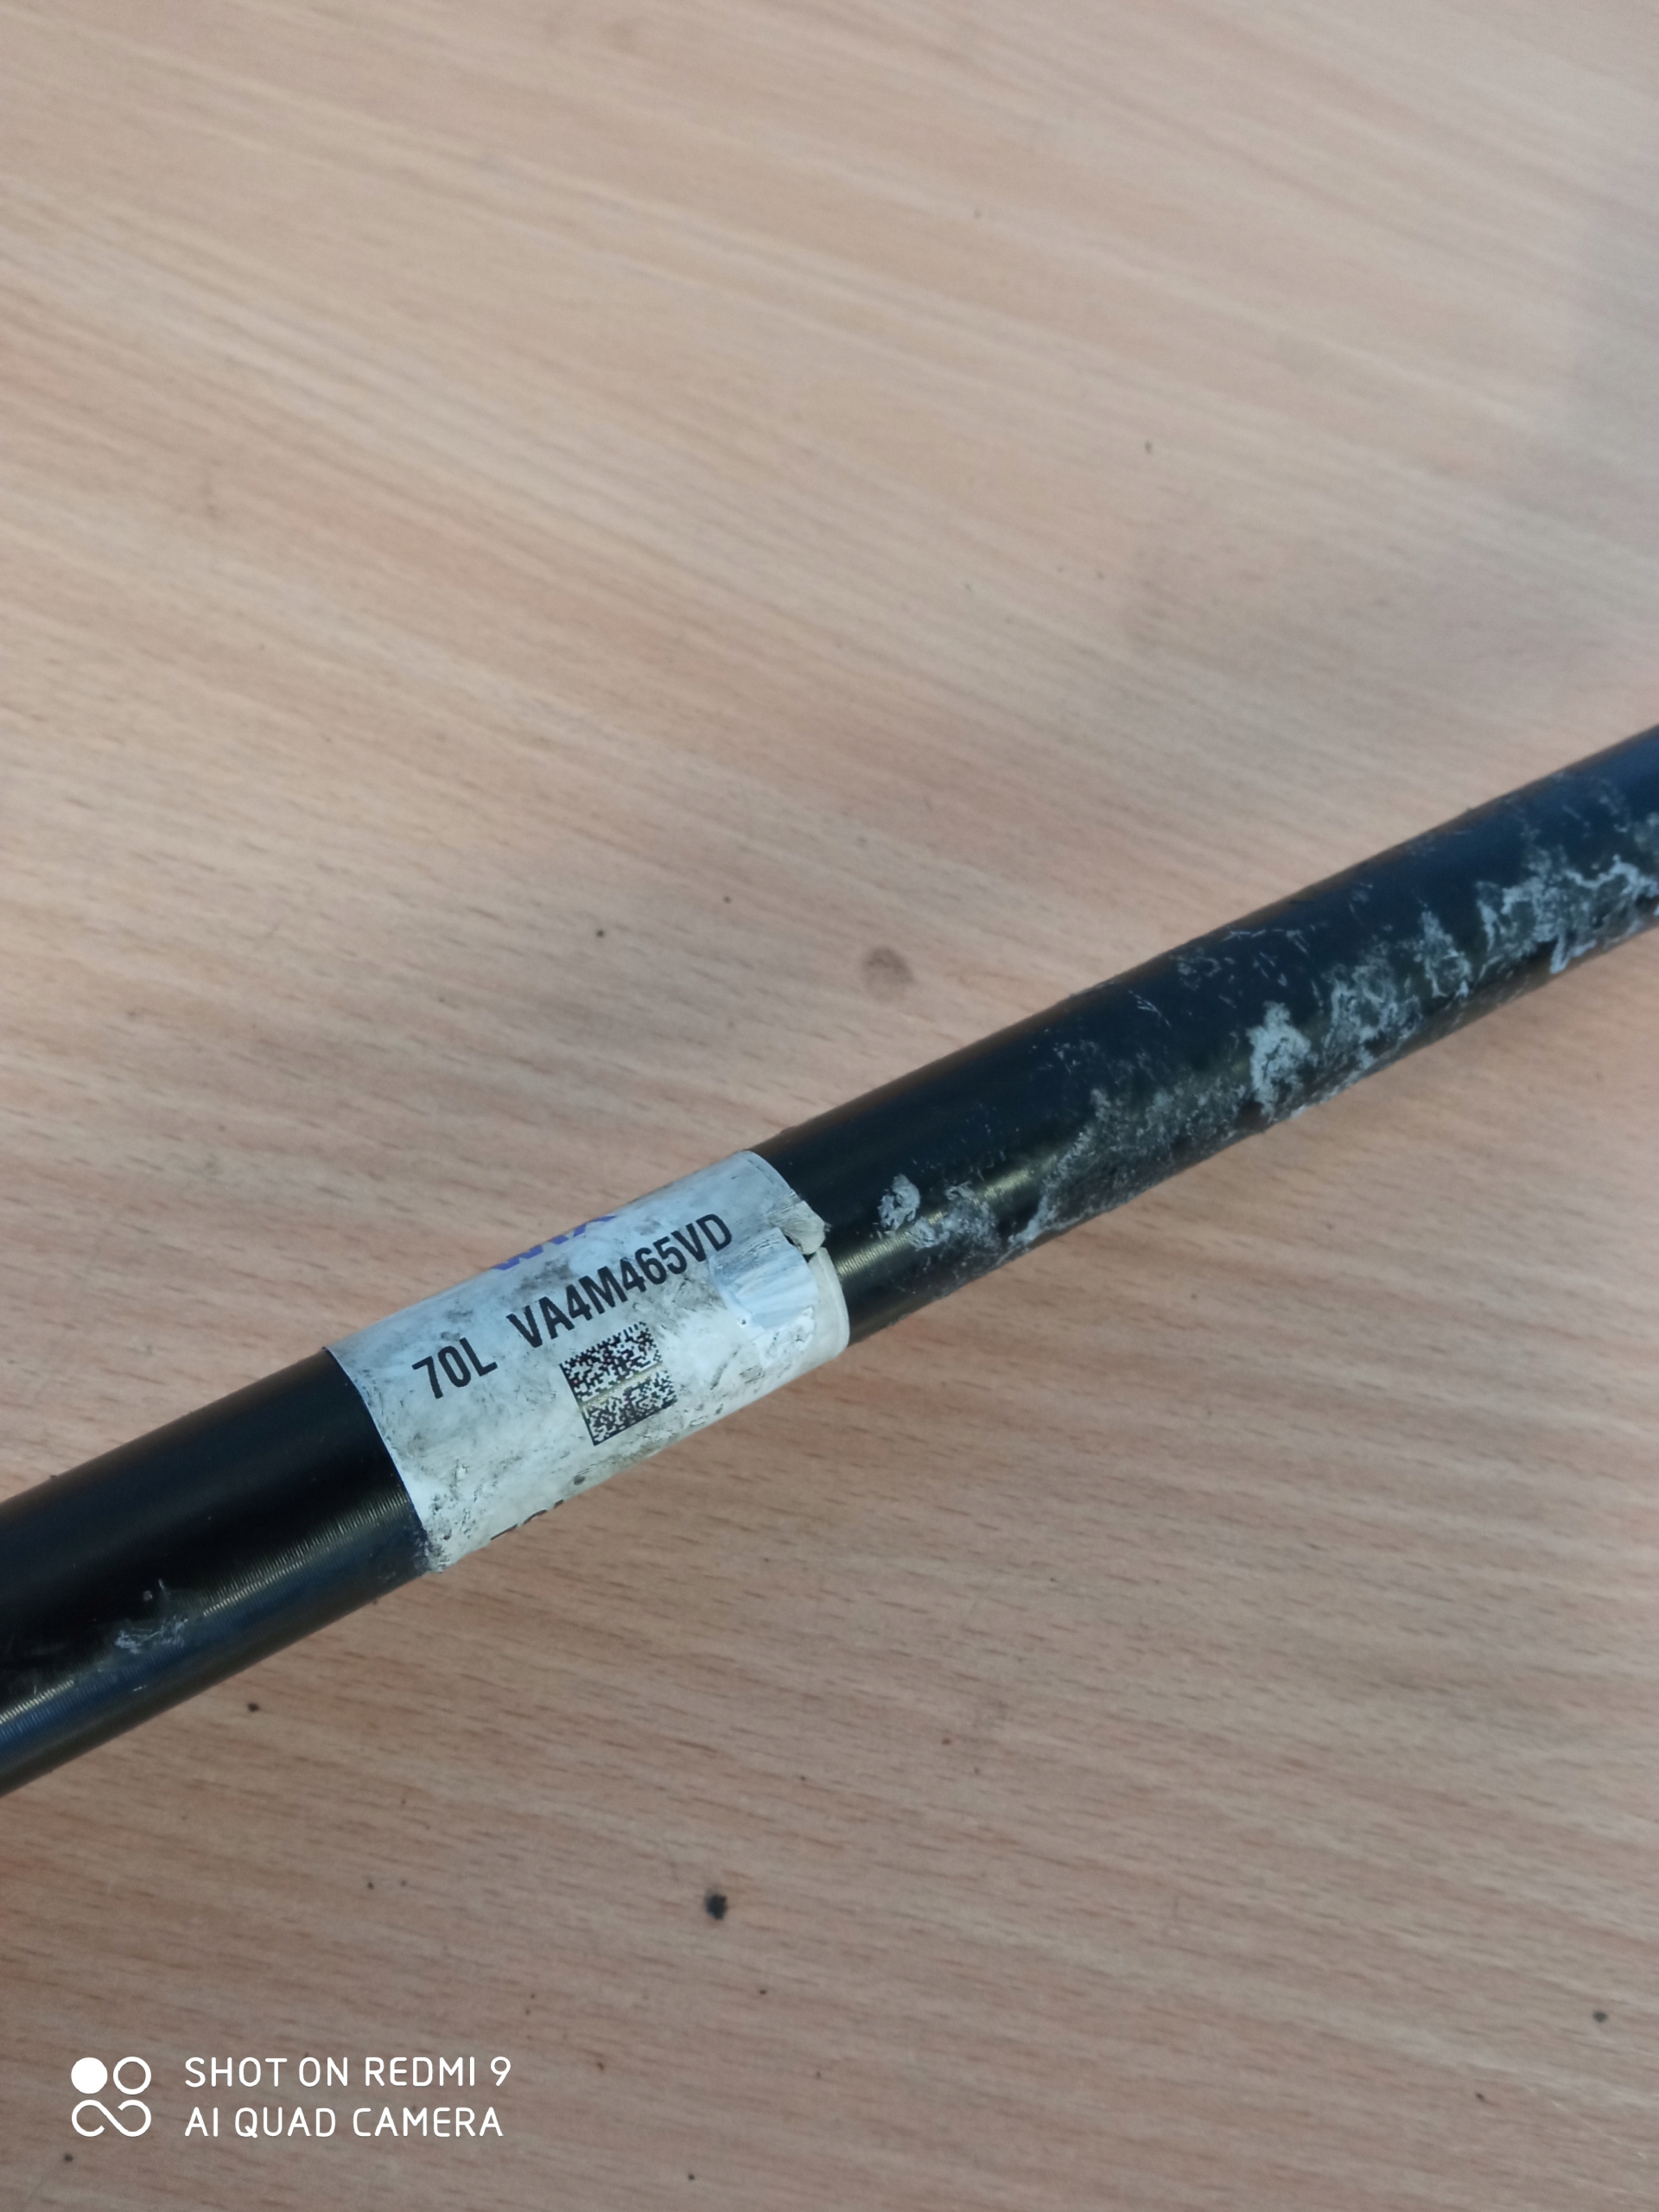 70L VA4M465VD
SHOT ON REDMI 9
AI QUAD CAMERA